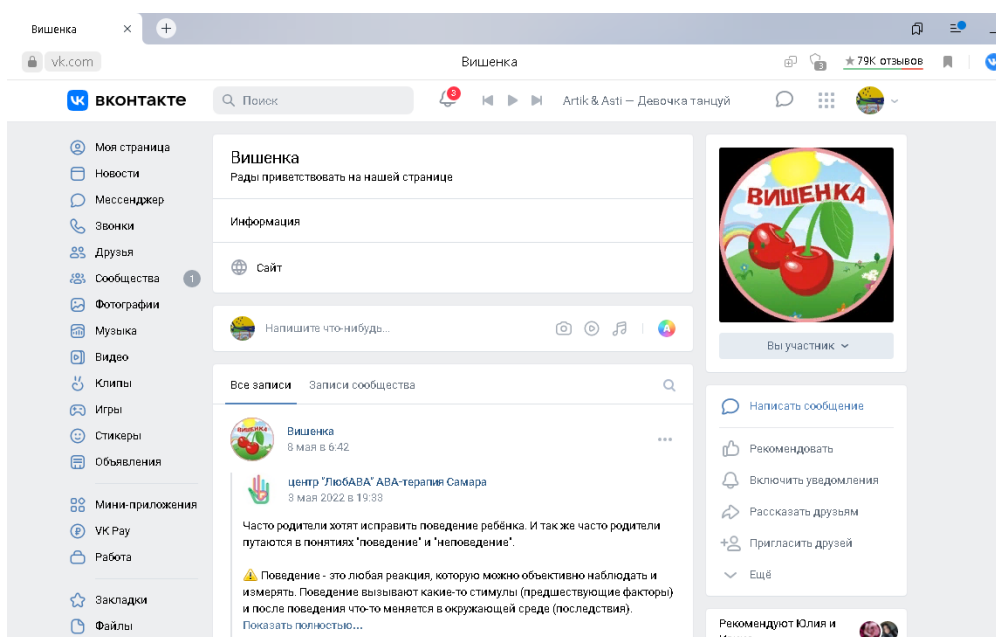 Вишенка
vk.com
Вишенка
3
★ 79K отзывов
вконтакте
Поиск
3
Artik & Asti — Девочка танцуй
Моя страница
Новости
Мессенджер
Звонки
Друзья
Сообщества 1
Фотографии
Музыка
Видео
Клипы
Игры
Стикеры
Объявления
Мини-приложения
VK Pay
Работа
Закладки
Файлы
Вишенка
Рады приветствовать на нашей странице
Информация
Сайт
Напишите что-нибудь...
Все записи Записи сообщества
Вишенка
8 мая в 6:42
центр "ЛюбАВА" АВА-терапия Самара
3 мая 2022 в 19:33
Часто родители хотят исправить поведение ребёнка. И так же часто родители
путаются в понятиях "поведение" и "неповедение".
⚠️ Поведение - это любая реакция, которую можно объективно наблюдать и
измерять. Поведение вызывают какие-то стимулы (предшествующие факторы)
и после поведения что-то меняется в окружающей среде (последствия).
Показать полностью...
ВИШЕНКА
Вы участник
Написать сообщение
Рекомендовать
Включить уведомления
Рассказать друзьям
Пригласить друзей
Ещё
Рекомендуют Юлия и